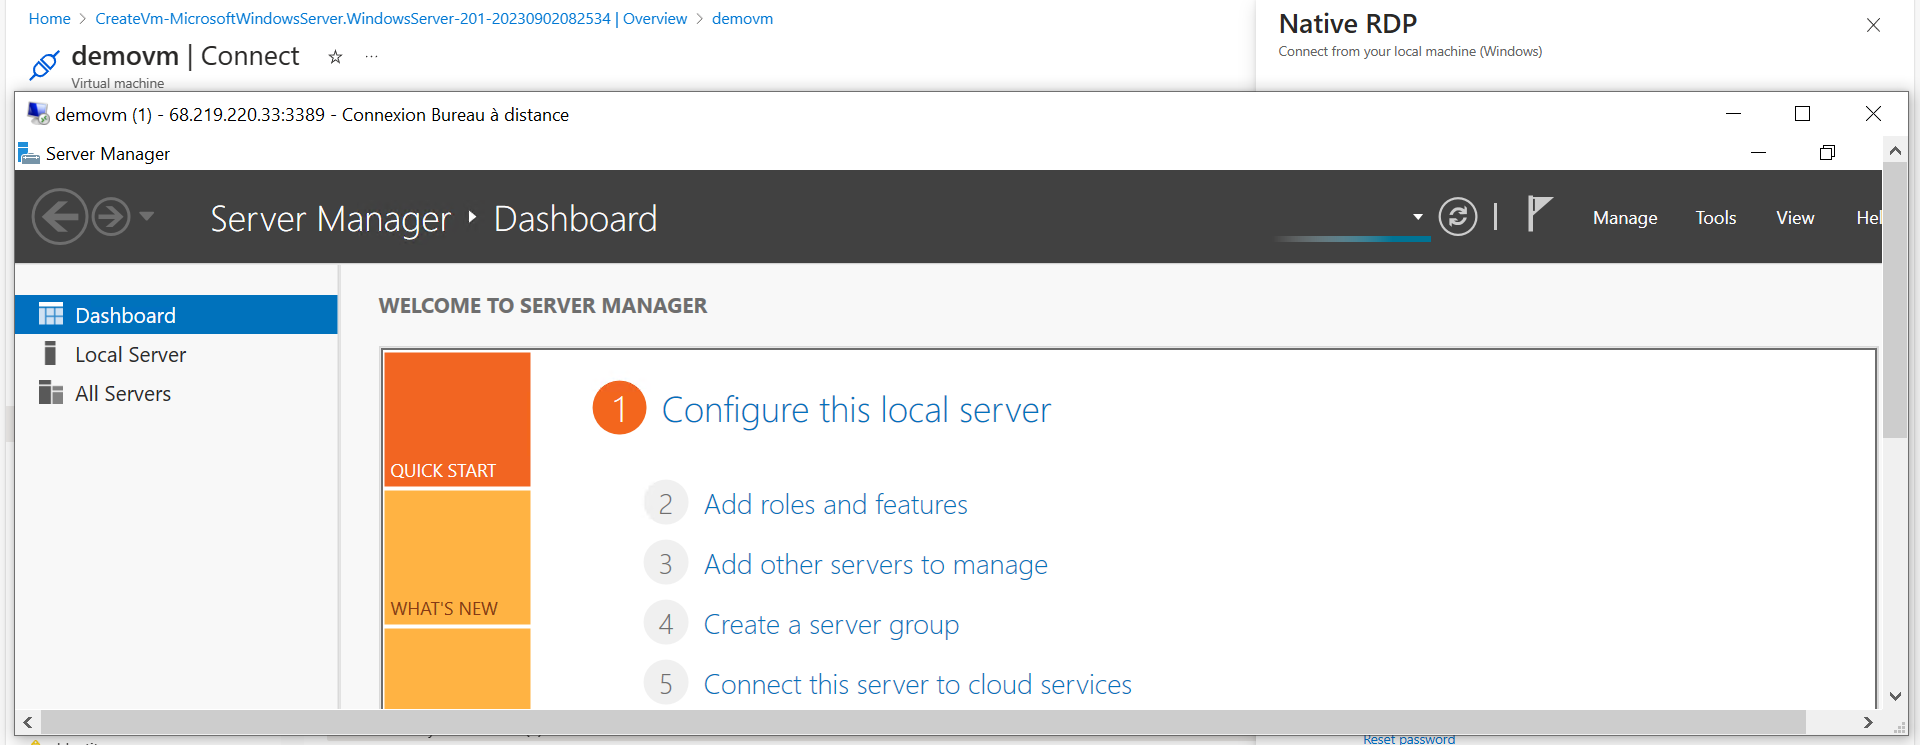 Home > CreateVm-MicrosoftWindowsServer.WindowsServer-201-20230902082534 | Overview > demovm
demovm | Connect
Virtual machine
Native RDP
Connect from your local machine (Windows)
demovm (1) - 68.219.220.33:3389 - Connexion Bureau à distance
Server Manager
Server Manager Dashboard
Manage Tools View Hel
Dashboard
Local Server
All Servers
WELCOME TO SERVER MANAGER
QUICK START
WHAT'S NEW
1 Configure this local server
2 Add roles and features
3 Add other servers to manage
4 Create a server group
5 Connect this server to cloud services
Reset password